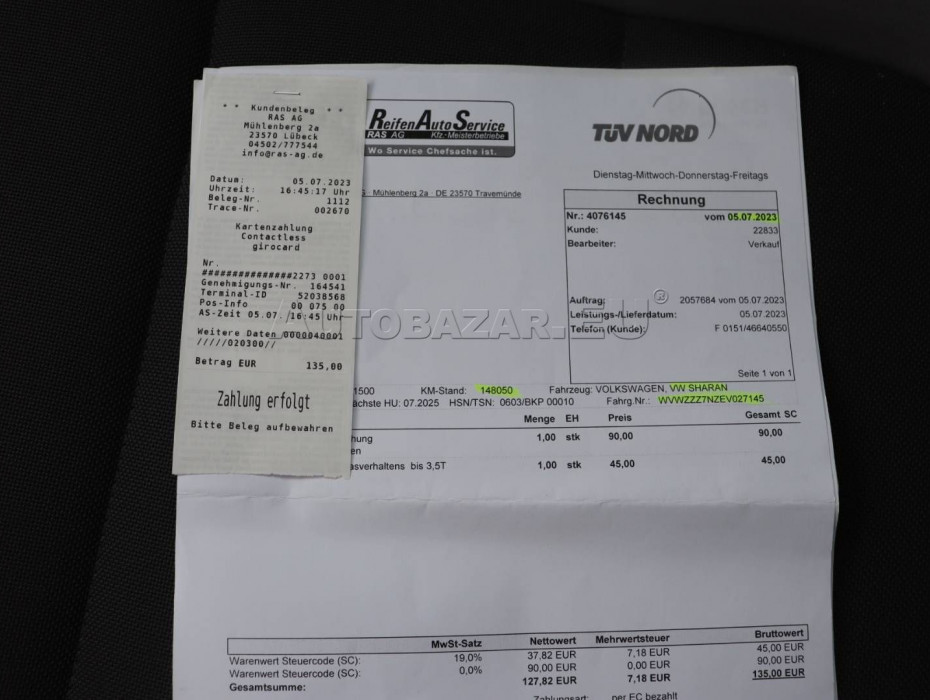 * * Kundenbeleg * *
RAS AG
Mühlenberg 2a
23570 Lübeck
04502/777544
info@ras-ag.de
Datum: 05.07.2023
Uhrzeit: 16:45:17 Uhr
Beleg-Nr. 1112
Trace-Nr. 002670
Kartenzahlung
Contactless
girocard
Nr.
###############2273 0001
Genehmigungs-Nr. 164541
Terminal-ID 52038568
Pos-Info 00 075 00
AS-Zeit 05.07. /16:45 Uhr
Weitere Daten /0000040001
/////020300//
Betrag EUR 135,00
Zahlung erfolgt
Bitte Beleg aufbewahren
ReifenAutoService
RAS AG Kfz.-Meisterbetriebe
Wo Service Chefsache ist.
TÜV NORD
Dienstag-Mittwoch-Donnerstag-Freitags
Mühlenberg 2a · DE 23570 Travemünde
Rechnung
Nr.: 4076145 vom 05.07.2023
Kunde: 22833
Bearbeiter: Verkauf
Auftrag: 2057684 vom 05.07.2023
Leistungs-/Lieferdatum: 05.07.2023
Telefon (Kunde): F 0151/46640550
Seite 1 von 1
AUTOBAZAR.EU®
1500 KM-Stand: 148050 Fahrzeug: VOLKSWAGEN, VW SHARAN
ächste HU: 07.2025 HSN/TSN: 0603/BKP 00010 Fahrg.Nr.: WVWZZZ7NZEV027145
Menge EH Preis Gesamt SC
hung 1,00 stk 90,00 90,00
en
asverhaltens bis 3,5T 1,00 stk 45,00 45,00
MwSt-Satz Nettowert Mehrwertsteuer Bruttowert
Warenwert Steuercode (SC): 19,0% 37,82 EUR 7,18 EUR 45,00 EUR
Warenwert Steuercode (SC): 0,0% 90,00 EUR 0,00 EUR 90,00 EUR
Gesamtsumme: 127,82 EUR 7,18 EUR 135,00 EUR
Zahlungsart: per EC bezahlt